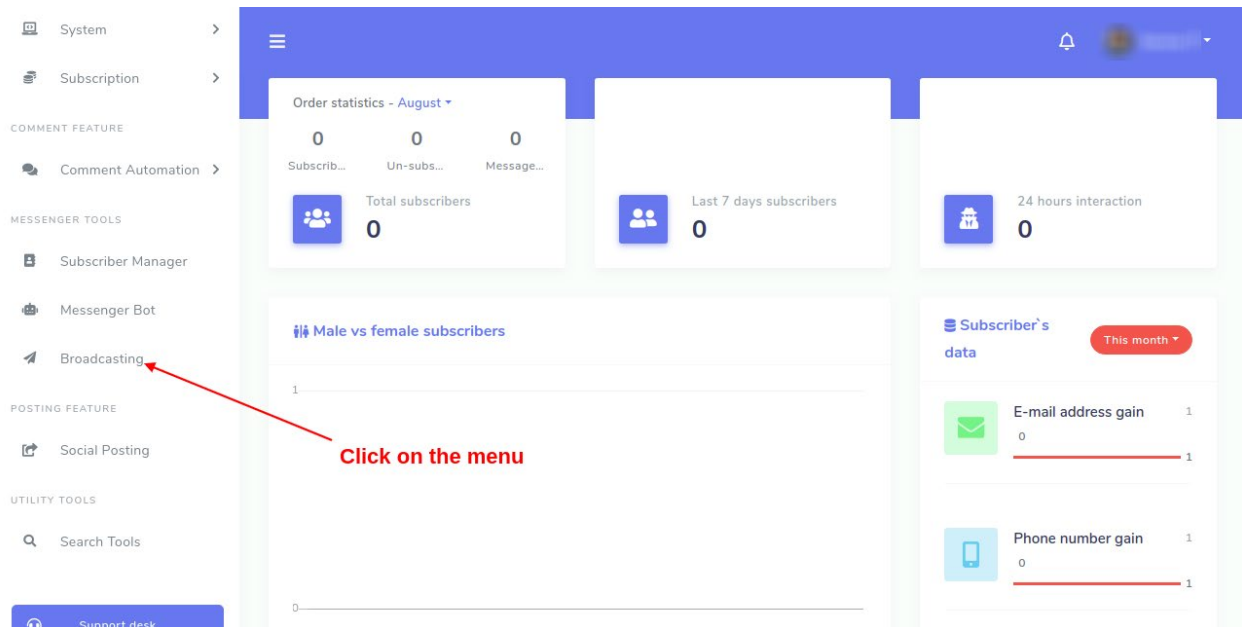 System
Subscription
COMMENT FEATURE
Comment Automation
MESSENGER TOOLS
Subscriber Manager
Messenger Bot
Broadcasting
POSTING FEATURE
Social Posting
UTILITY TOOLS
Search Tools
Support desk
Order statistics - August
0 0 0
Subscrib... Un-subs... Message...
Total subscribers
0
Last 7 days subscribers
0
24 hours interaction
0
Male vs female subscribers
1
0
Click on the menu
Subscriber`s
data
This month
E-mail address gain 1
0
1
Phone number gain 1
0
1